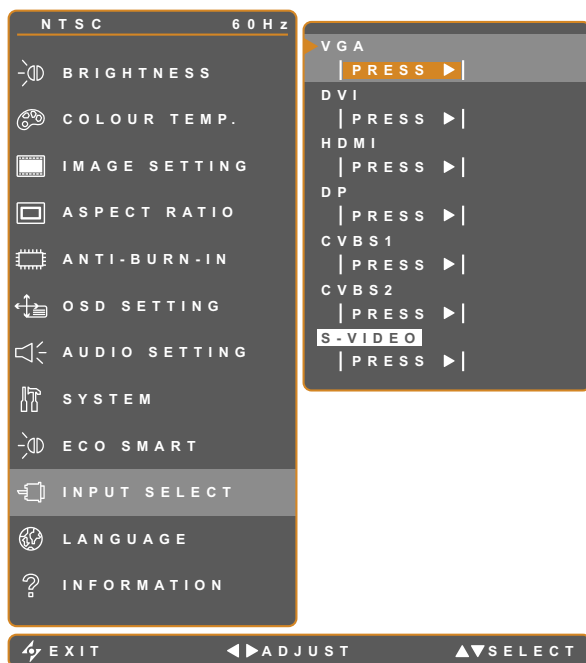 NTSC 60Hz
BRIGHTNESS
COLOUR TEMP.
IMAGE SETTING
ASPECT RATIO
ANTI-BURN-IN
OSD SETTING
AUDIO SETTING
SYSTEM
ECO SMART
INPUT SELECT
LANGUAGE
INFORMATION
VGA
PRESS
DVI
PRESS
HDMI
PRESS
DP
PRESS
CVBS1
PRESS
CVBS2
PRESS
S-VIDEO
PRESS
EXIT ADJUST SELECT